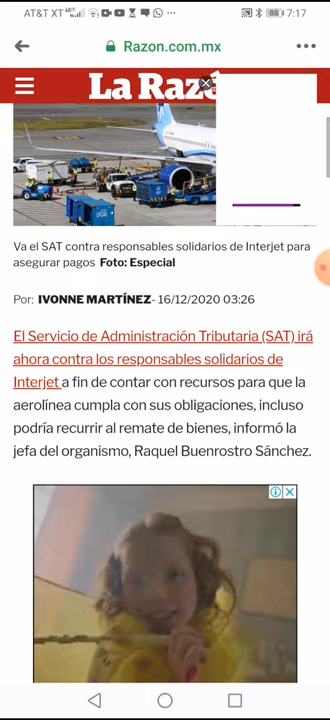 AT&T XT
88 7:17
Razon.com.mx
La Razó
Va el SAT contra responsables solidarios de Interjet para
asegurar pagos Foto: Especial
Por: IVONNE MARTÍNEZ- 16/12/2020 03:26
El Servicio de Administración Tributaria (SAT) irá
ahora contra los responsables solidarios de
Interjet a fin de contar con recursos para que la
aerolínea cumpla con sus obligaciones, incluso
podría recurrir al remate de bienes, informó la
jefa del organismo, Raquel Buenrostro Sánchez.